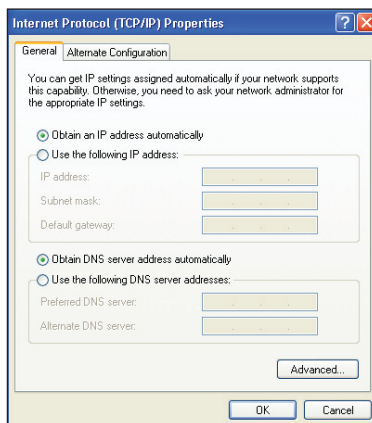 Internet Protocol (TCP/IP) Properties
General
Alternate Configuration
You can get IP settings assigned automatically if your network supports
this capability. Otherwise, you need to ask your network administrator for
the appropriate IP settings.
Obtain an IP address automatically
Use the following IP address:
IP address:
Subnet mask:
Default gateway:
Obtain DNS server address automatically
Use the following DNS server addresses:
Preferred DNS server:
Alternate DNS server:
Advanced...
OK
Cancel